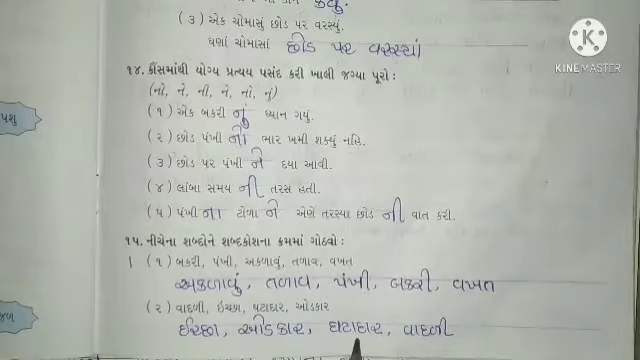 (૩) એક ચોમાસું છોડ પર વરસ્યું.
ઘણાં ચોમાસાં છોડ પર વરસ્યાં
KINEMASTER
૧૪. કૌંસમાંથી યોગ્ય પ્રત્યય પસંદ કરી ખાલી જગ્યા પૂરો :
(નો, ને, ની, ને, નો, નું)
(૧) એક બકરી નું ધ્યાન ગયું.
પશુ
(૨) છોડ પંખી નો ભાર ખમી શક્યું નહિ.
(૩) છોડ પર પંખી ને દયા આવી.
(૪) લાંબા સમય ની તરસ હતી.
(૫) પંખી ના ટોળા ને એણે તરસ્યા છોડ ની વાત કરી.
૧૫. નીચેના શબ્દોને શબ્દકોશના ક્રમમાં ગોઠવો :
(૧) બકરી, પંખી, અકળાવું, તળાવ, વખત
અકળાવું, તળાવ, પંખી, બકરી, વખત
(૨) વાદળી, ઇચ્છા, ઘટાદાર, ઓડકાર
ઈચ્છા, ઓડકાર, ઘટાદાર, વાદળી